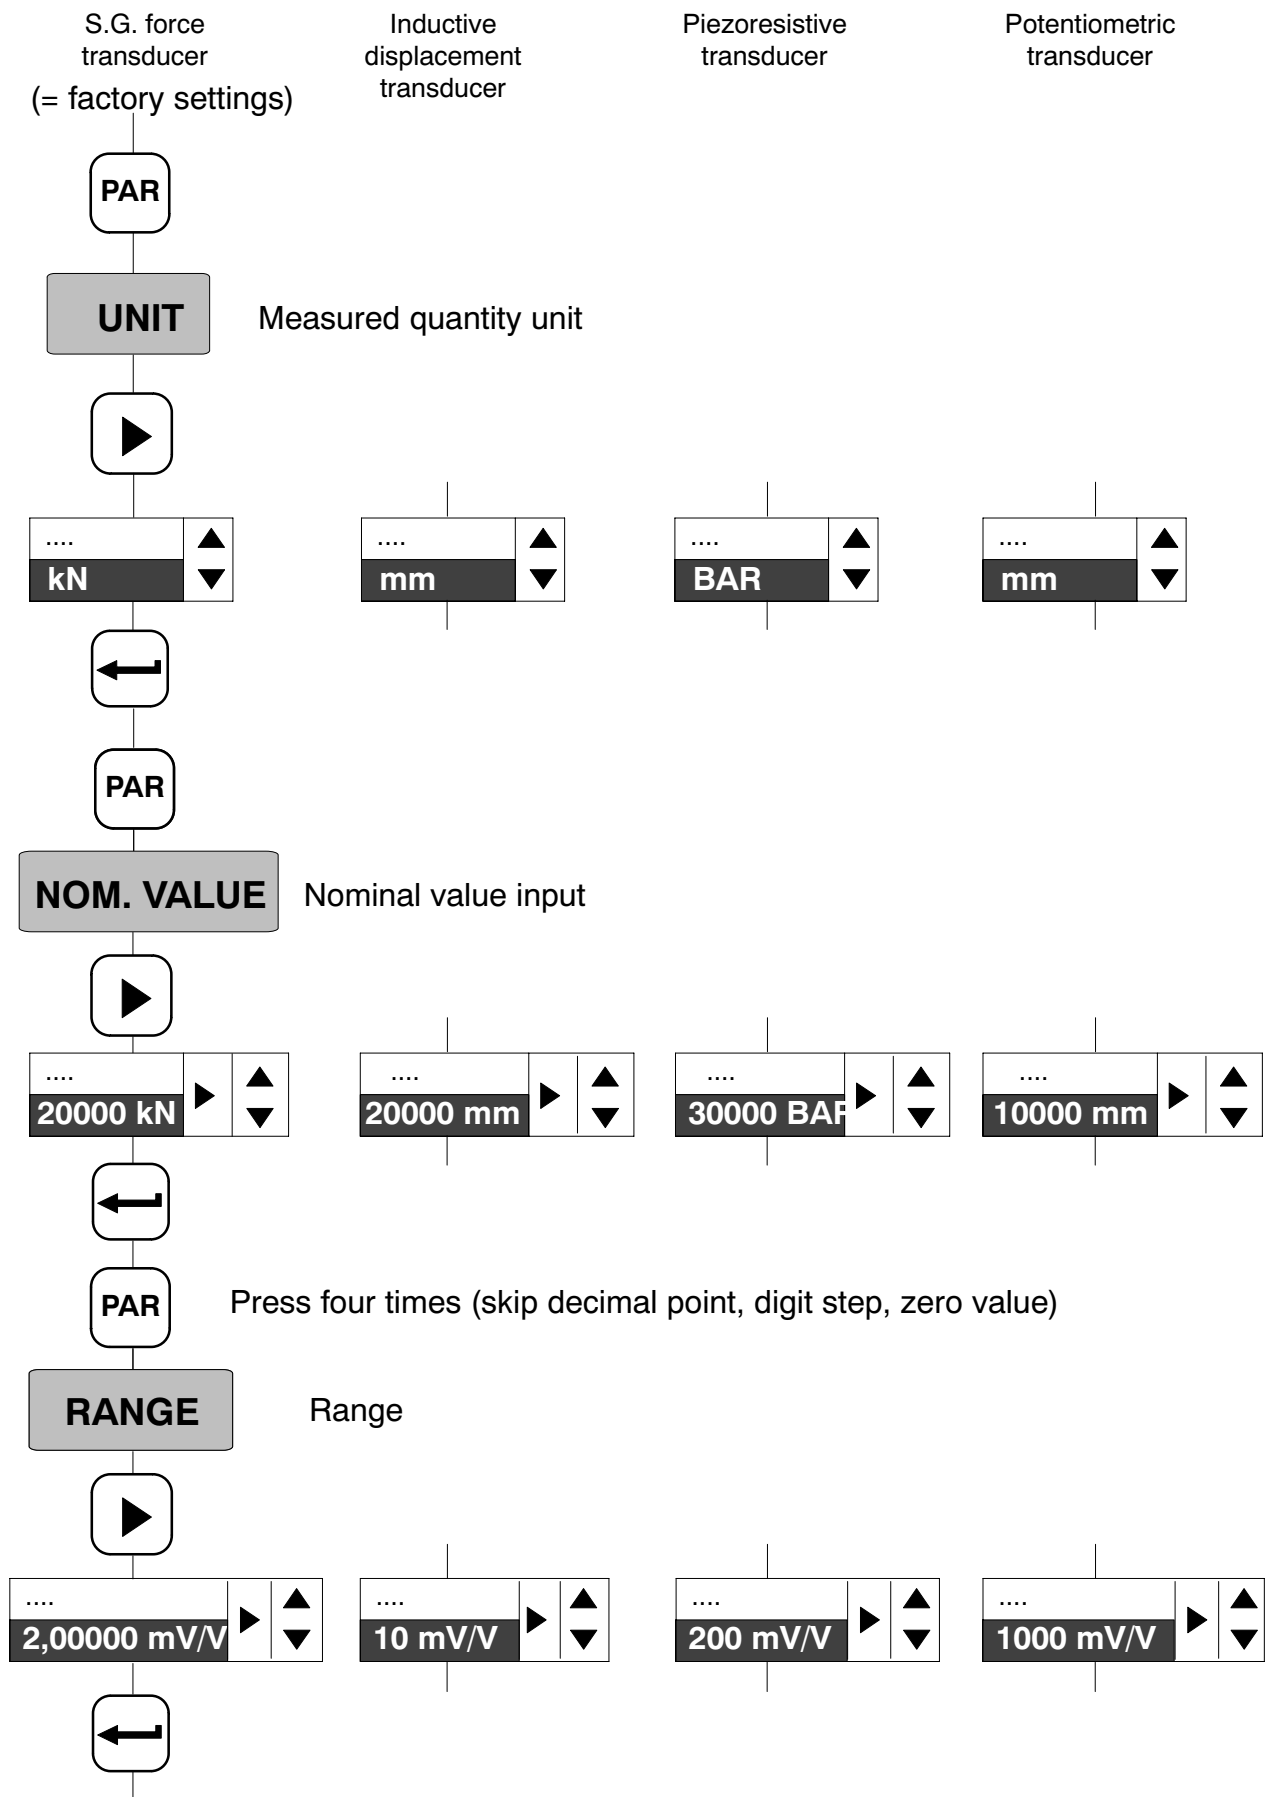 S.G. force
transducer
(= factory settings)
Inductive
displacement
transducer
Piezoresistive
transducer
Potentiometric
transducer
PAR
UNIT
Measured quantity unit
.... .... .... ....
kN mm BAR mm
PAR
NOM. VALUE
Nominal value input
.... .... .... ....
20000 kN 20000 mm 30000 BAR 10000 mm
PAR
Press four times (skip decimal point, digit step, zero value)
RANGE
Range
.... .... .... ....
2,00000 mV/V 10 mV/V 200 mV/V 1000 mV/V